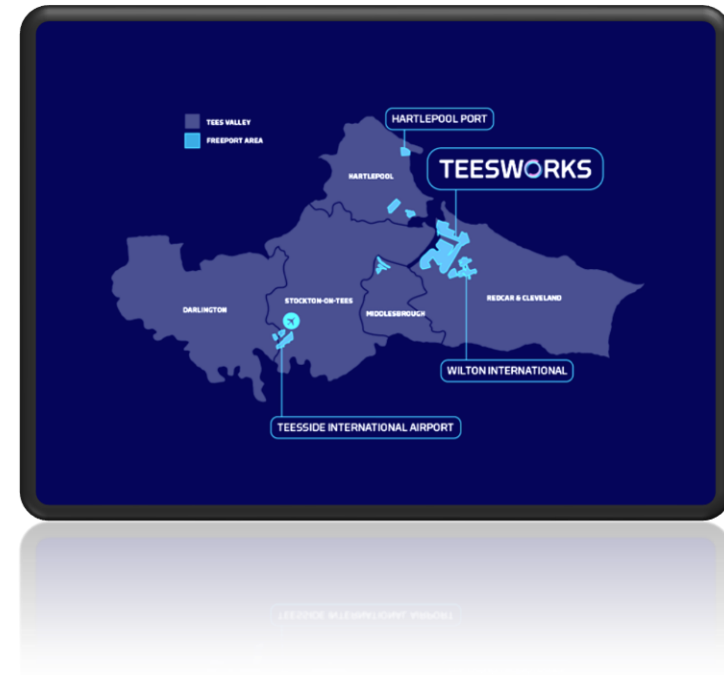 TEES VALLEY
FREEPORT AREA
HARTLEPOOL PORT
TEESWORKS
HARTLEPOOL
DARLINGTON
STOCKTON-ON-TEES
MIDDLESBROUGH
REDCAR & CLEVELAND
WILTON INTERNATIONAL
TEESSIDE INTERNATIONAL AIRPORT